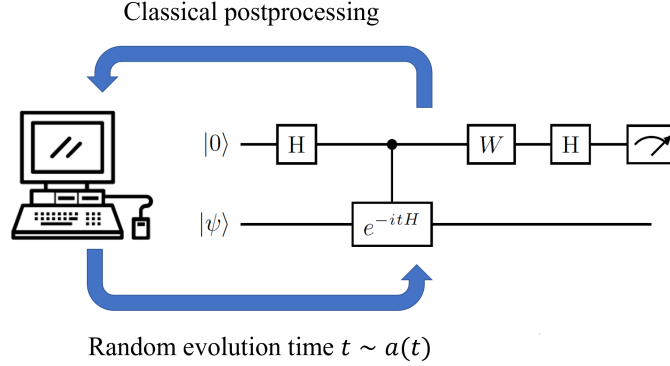 Classical postprocessing
|0⟩ H W H
|ψ⟩ e^{-itH}
Random evolution time t ~ a(t)